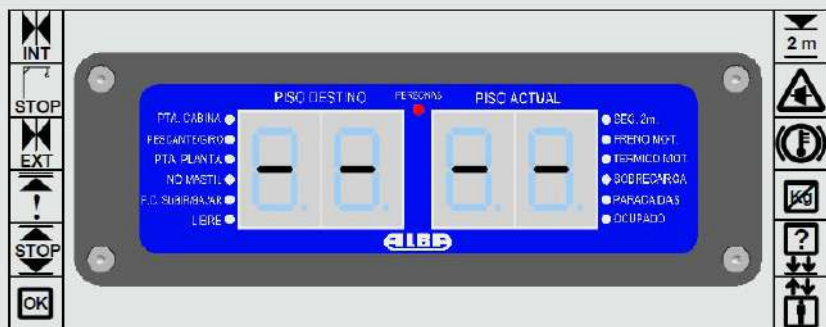 INT
STOP
EXT
!
STOP
OK
PISO DESTINO
PERSONAS
PISO ACTUAL
PTA. CABINA
PESCANTE/GIRO
PTA. PLANTA
NO MASTIL
F.C. SUBIR/BAJAR
LIBRE
- -
- -
SEG. 2m.
FRENO MOT.
TERMICO MOT.
SOBRECARGA
PARACAIDAS
OCUPADO
ALBA
2 m
Kg
?